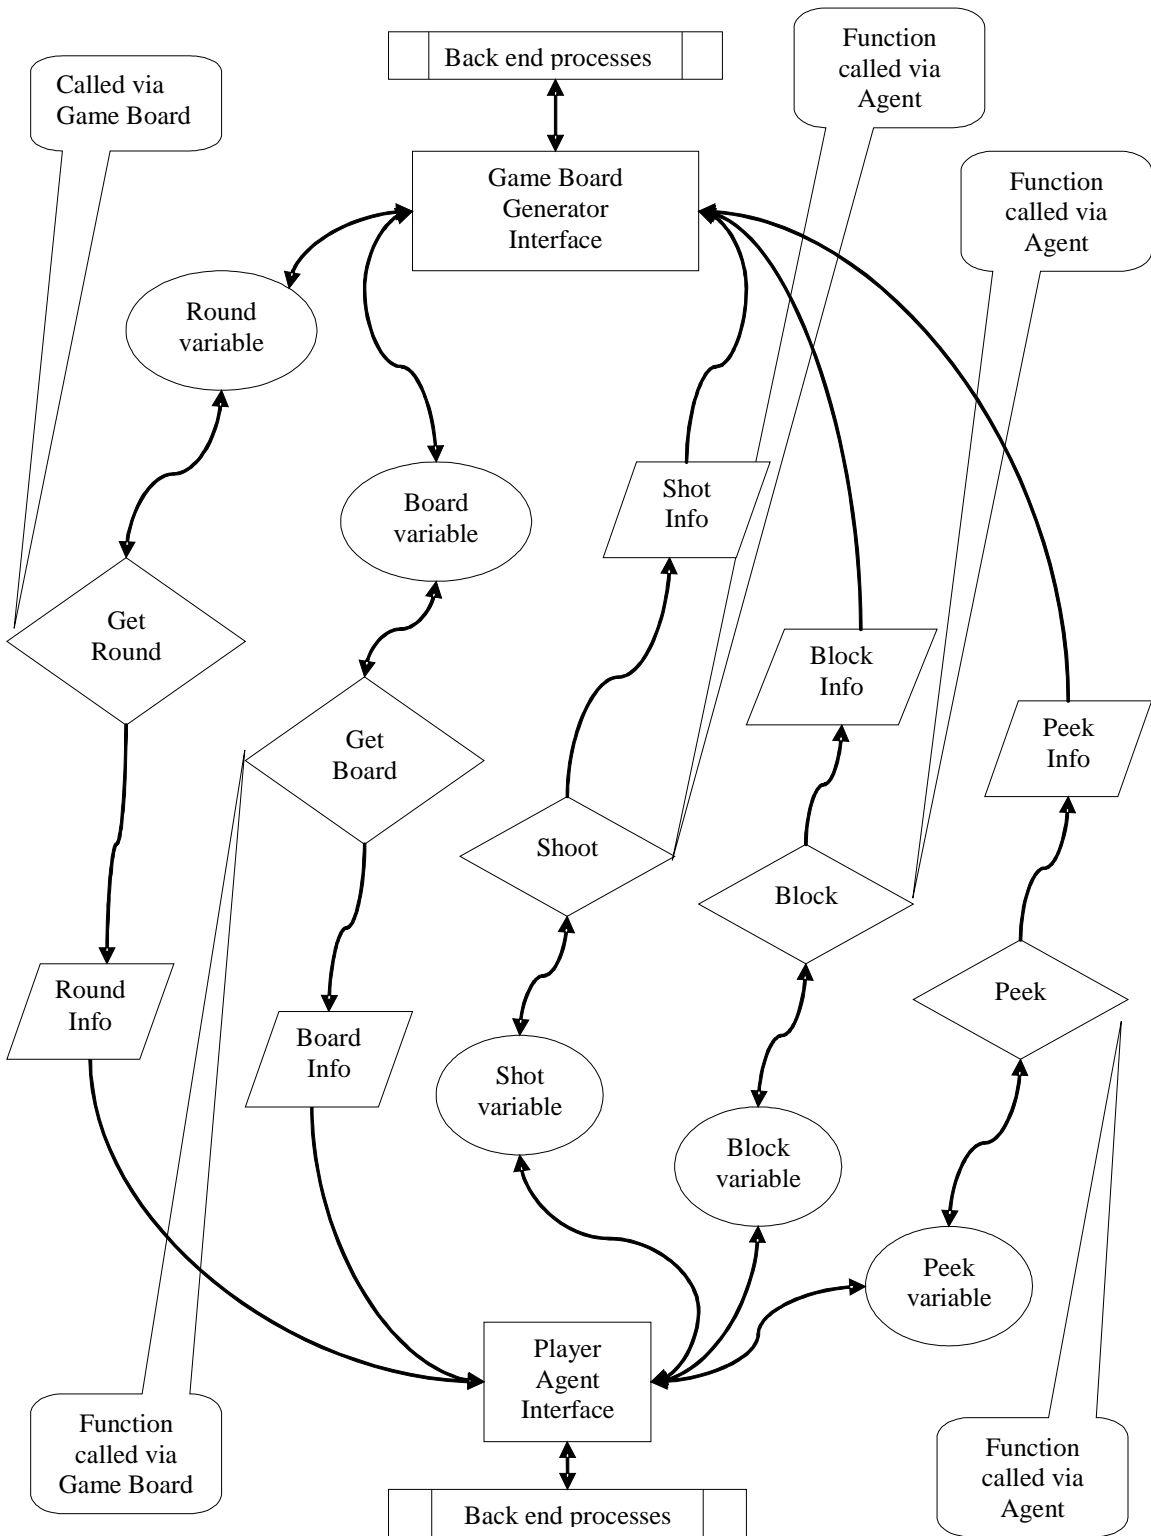 Back end processes
Function
called via
Agent
Called via
Game Board
Game Board
Generator
Interface
Function
called via
Agent
Round
variable
Board
variable
Shot
Info
Get
Round
Block
Info
Get
Board
Peek
Info
Shoot
Block
Peek
Round
Info
Board
Info
Shot
variable
Block
variable
Peek
variable
Player
Agent
Interface
Function
called via
Game Board
Function
called via
Agent
Back end processes